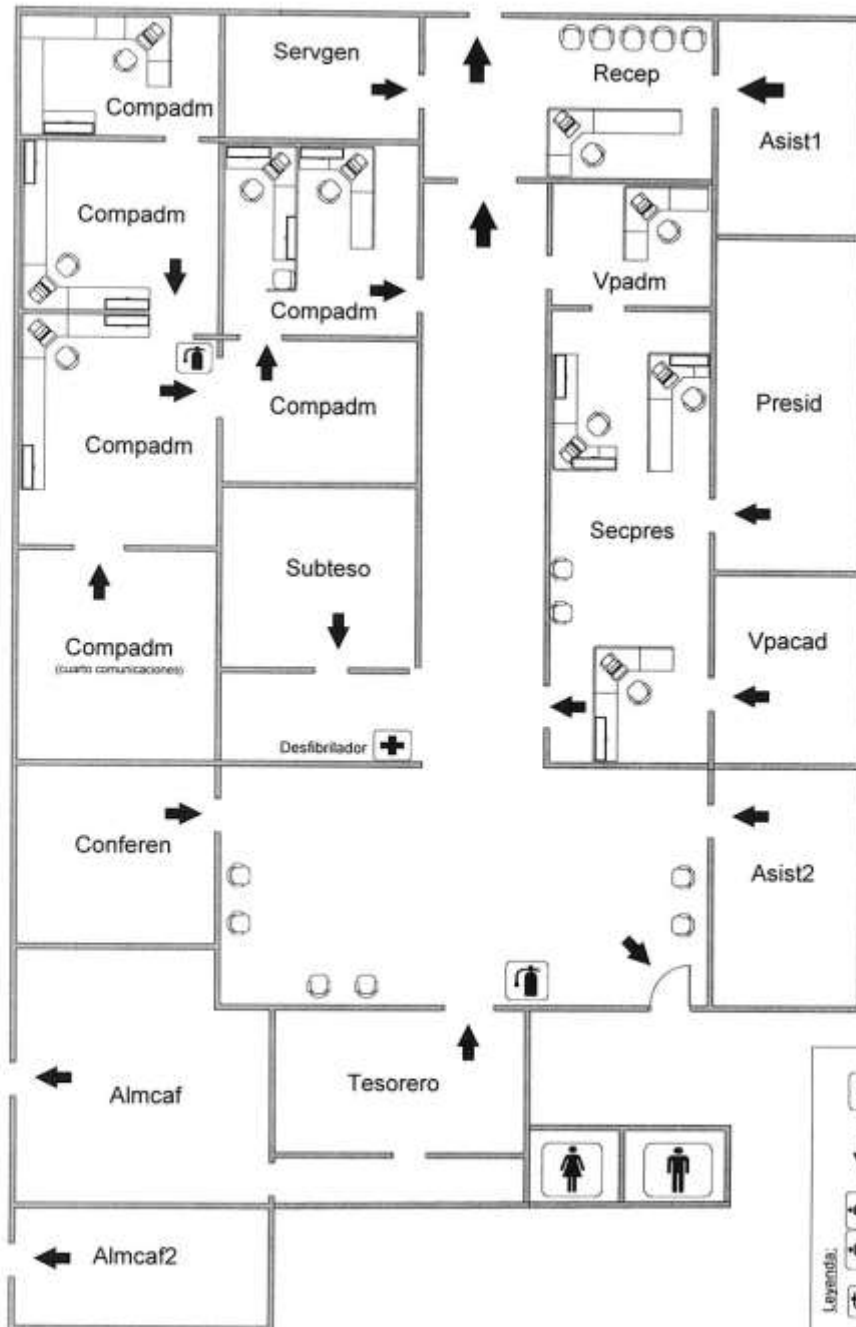 Servgen
Recep
Compadm
Asist1
Compadm
Vpadm
Compadm
Compadm
Presid
Compadm
Secpres
Subteso
Compadm
(cuarto comunicaciones)
Vpacad
Desfibrilador
Conferen
Asist2
Almcaf
Tesorero
Almcaf2
Leyenda: